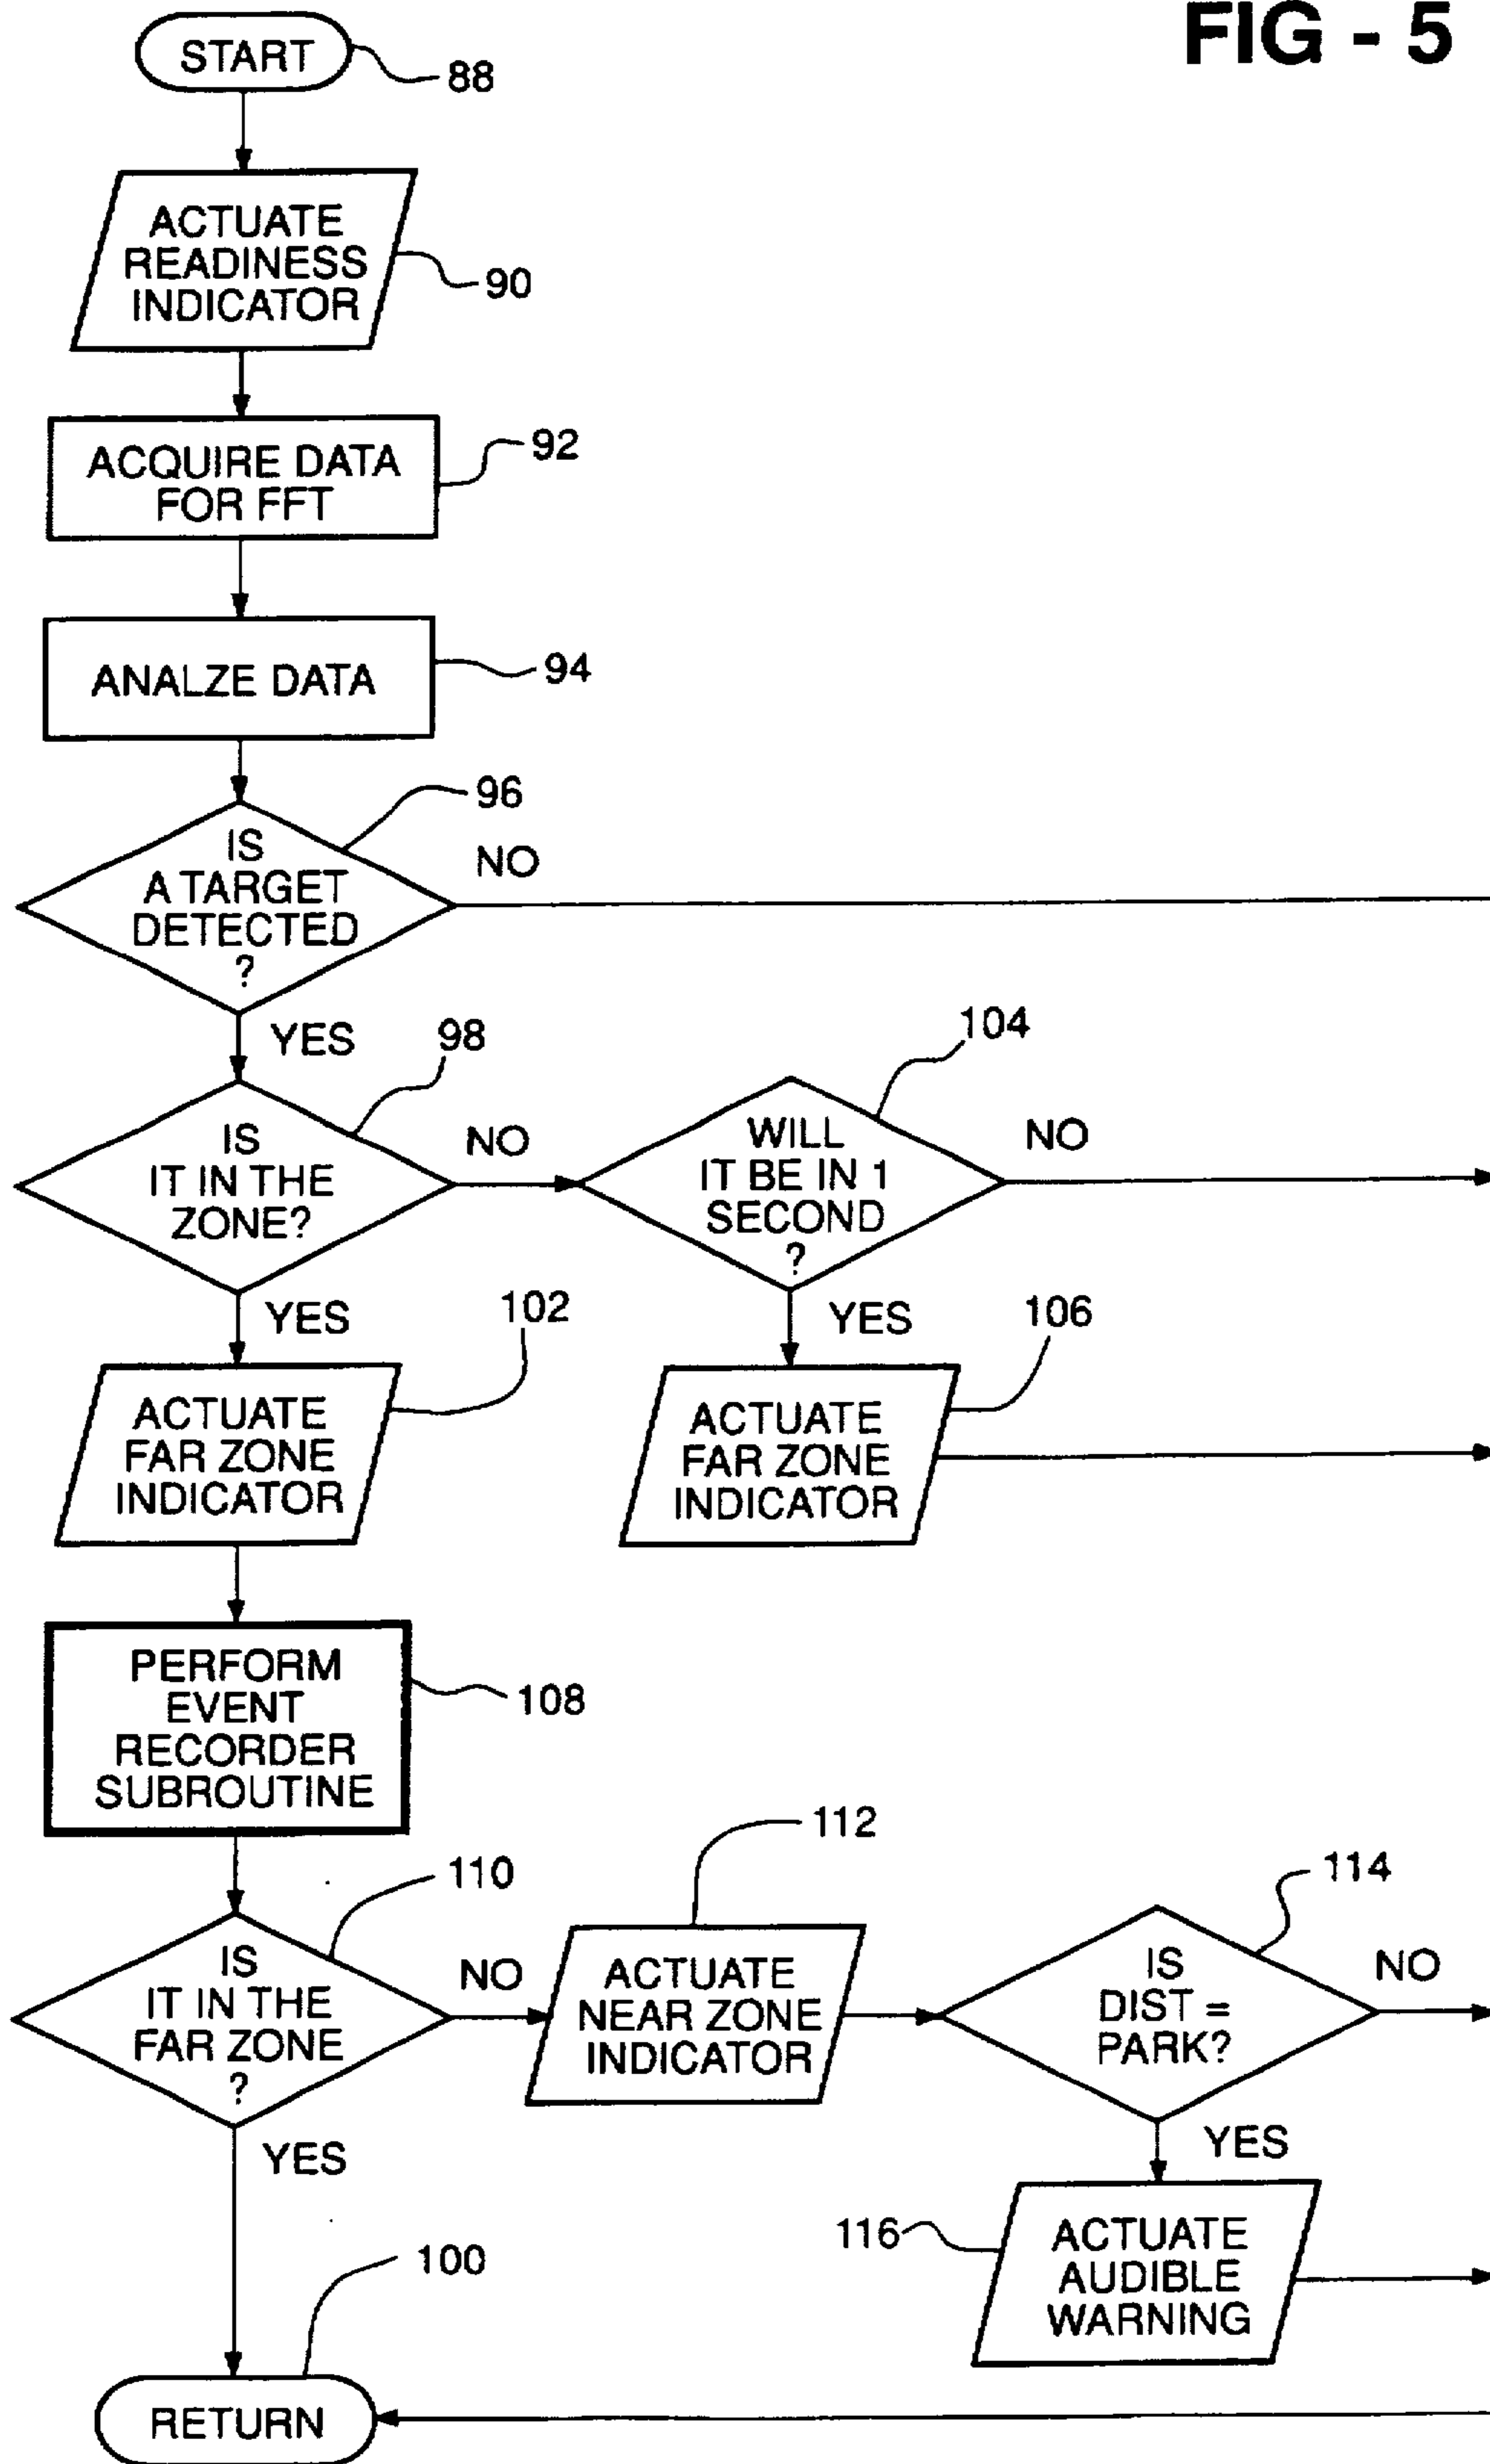 FIG - 5
START
88
ACTUATE
READINESS
INDICATOR
90
ACQUIRE DATA
FOR FFT
92
ANALZE DATA
94
96
IS
A TARGET
DETECTED
?
NO
YES
98
IS
IT IN THE
ZONE?
NO
104
WILL
IT BE IN 1
SECOND
?
NO
YES
102
YES
106
ACTUATE
FAR ZONE
INDICATOR
ACTUATE
FAR ZONE
INDICATOR
PERFORM
EVENT
RECORDER
SUBROUTINE
108
110
IS
IT IN THE
FAR ZONE
?
NO
112
ACTUATE
NEAR ZONE
INDICATOR
114
IS
DIST =
PARK?
NO
YES
YES
116
ACTUATE
AUDIBLE
WARNING
100
RETURN